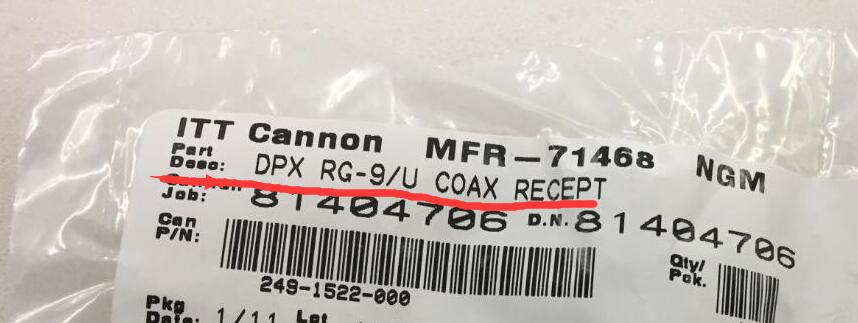 ITT Cannon MFR-71468 NGM
Part
Desc: DPX RG-9/U COAX RECEPT
Job: 81404706 D.N. 81404706
Can
P/N:
249-1522-000
Qty/
Pck.
Pkg
Date: 1/11 Lot